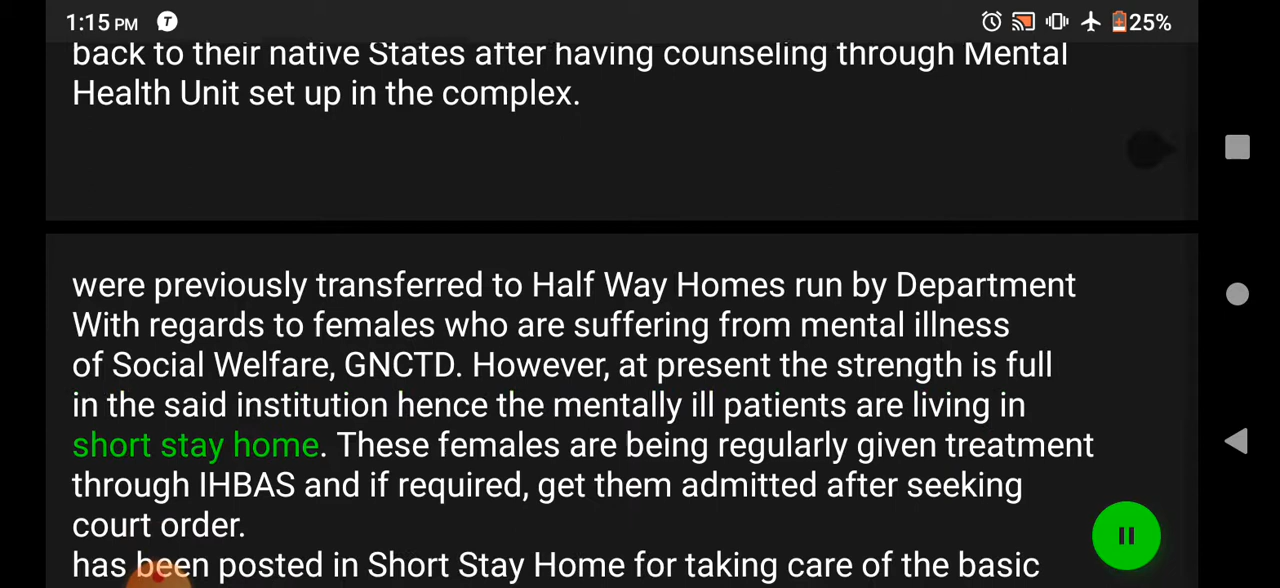 1:15 PM
25%
back to their native States after having counseling through Mental
Health Unit set up in the complex.
were previously transferred to Half Way Homes run by Department
With regards to females who are suffering from mental illness
of Social Welfare, GNCTD. However, at present the strength is full
in the said institution hence the mentally ill patients are living in
short stay home. These females are being regularly given treatment
through IHBAS and if required, get them admitted after seeking
court order.
has been posted in Short Stay Home for taking care of the basic